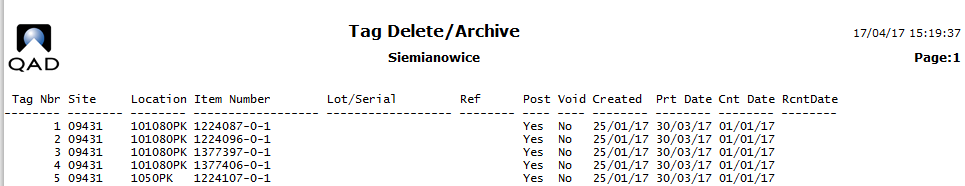 Tag Delete/Archive
17/04/17 15:19:37
QAD
Siemianowice
Page:1
Tag Nbr Site Location Item Number Lot/Serial Ref Post Void Created Prt Date Cnt Date RcntDate
-------- -------- -------- ------------------ ------------------ -------- ---- ---- -------- -------- -------- --------
1 09431 101080PK 1224087-0-1 Yes No 25/01/17 30/03/17 01/01/17
2 09431 101080PK 1224096-0-1 Yes No 25/01/17 30/03/17 01/01/17
3 09431 101080PK 1377397-0-1 Yes No 25/01/17 30/03/17 01/01/17
4 09431 101080PK 1377406-0-1 Yes No 25/01/17 30/03/17 01/01/17
5 09431 1050PK 1224107-0-1 Yes No 25/01/17 30/03/17 01/01/17